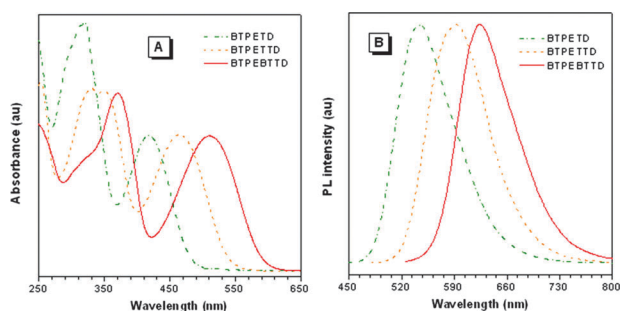 A
BTPETD
BTPETTD
BTPEBTTD
Absorbance (au)
250 350 450 550 650
Wavelength (nm)
B
BTPETD
BTPETTD
BTPEBTTD
PL intensity (au)
450 520 590 660 730 800
Wavelength (nm)